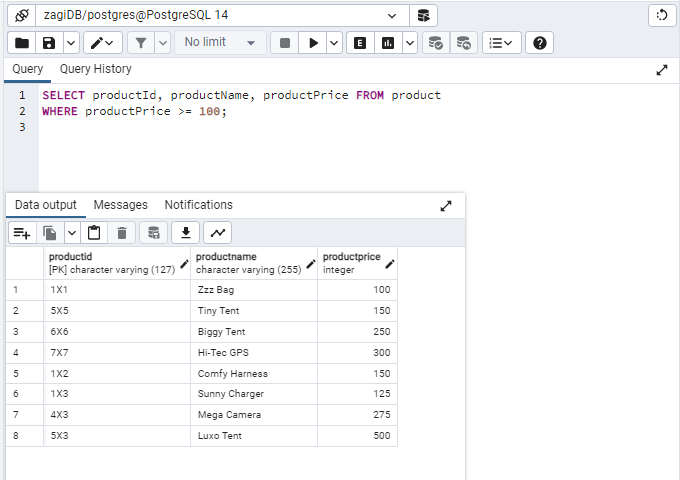 zagiDB/postgres@PostgreSQL 14
No limit
E
Query Query History
1 SELECT productId, productName, productPrice FROM product
2 WHERE productPrice >= 100;
3
Data output Messages Notifications
productid productname productprice
[PK] character varying (127) character varying (255) integer
1 1X1 Zzz Bag 100
2 5X5 Tiny Tent 150
3 6X6 Biggy Tent 250
4 7X7 Hi-Tec GPS 300
5 1X2 Comfy Harness 150
6 1X3 Sunny Charger 125
7 4X3 Mega Camera 275
8 5X3 Luxo Tent 500